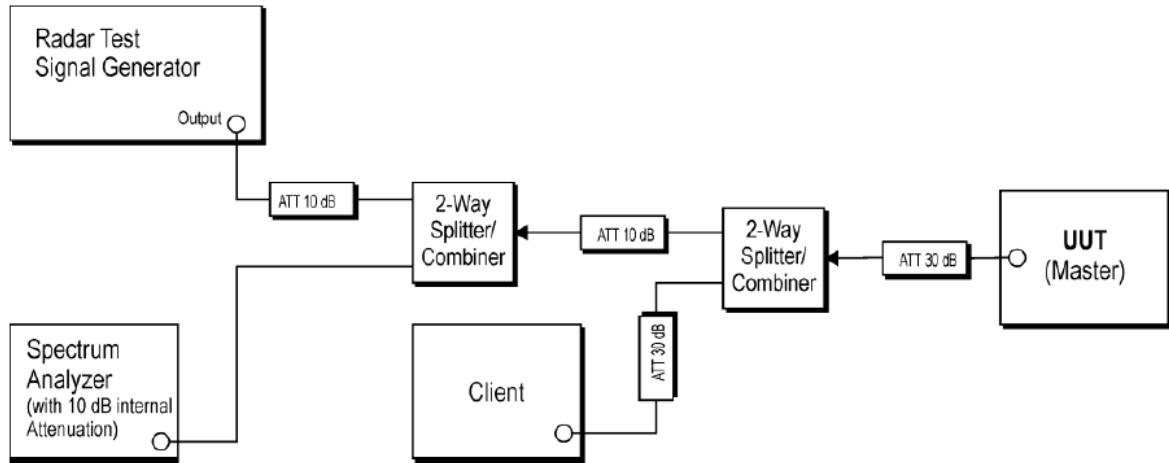 Radar Test
Signal Generator
Output
ATT 10 dB
2-Way
Splitter/
Combiner
ATT 10 dB
2-Way
Splitter/
Combiner
ATT 30 dB
UUT
(Master)
ATT 30 dB
Spectrum
Analyzer
(with 10 dB internal
Attenuation)
Client